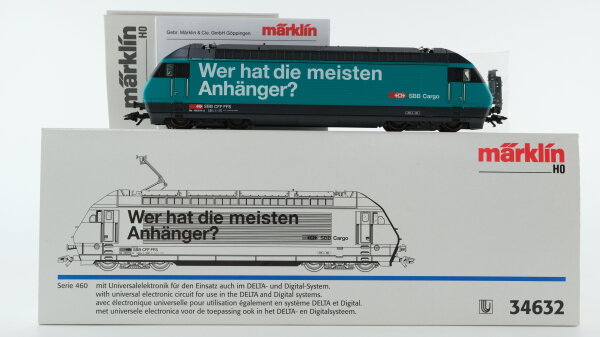 märklin
H0
märklin
Gebr. Märklin & Cie. GmbH Göppingen
Wer hat die meisten
Anhänger?
SBB Cargo
SBB CFF FFS
märklin
H0
Wer hat die meisten
Anhänger?
SBB Cargo
SBB CFF FFS
Serie 460
mit Universalelektronik für den Einsatz auch im DELTA- und Digital-System.
with universal electronic circuit for use in the DELTA and Digital systems.
avec électronique universelle pour utilisation également en système DELTA et Digital.
met universele electronica voor de toepassing ook in het DELTA- en Digitalsysteem.
U
34632